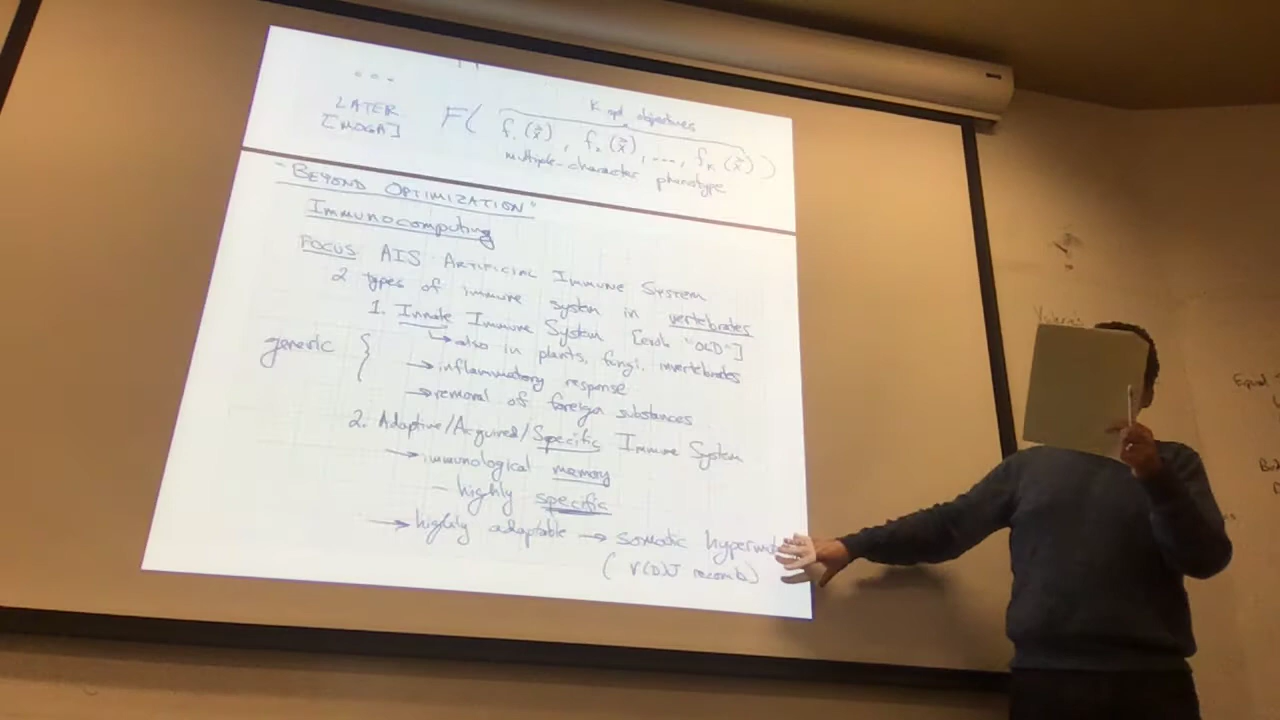 ...
LATER
[MOGA]
K opt objectives
F( f₁(x⃗), f₂(x⃗), ..., fₖ(x⃗) )
multiple-character phenotype
"BEYOND OPTIMIZATION"
Immunocomputing
FOCUS AIS ARTIFICIAL IMMUNE SYSTEM
2 types of immune system in vertebrates
1. Innate Immune System [evol. "OLD"]
generic { ↳ also in plants, fungi, invertebrates
→ inflammatory response
→ removal of foreign substances
2. Adaptive/Acquired/Specific Immune System
→ immunological memory
- highly specific
→ highly adaptable → somatic
(V(D)J recomb)
Equal